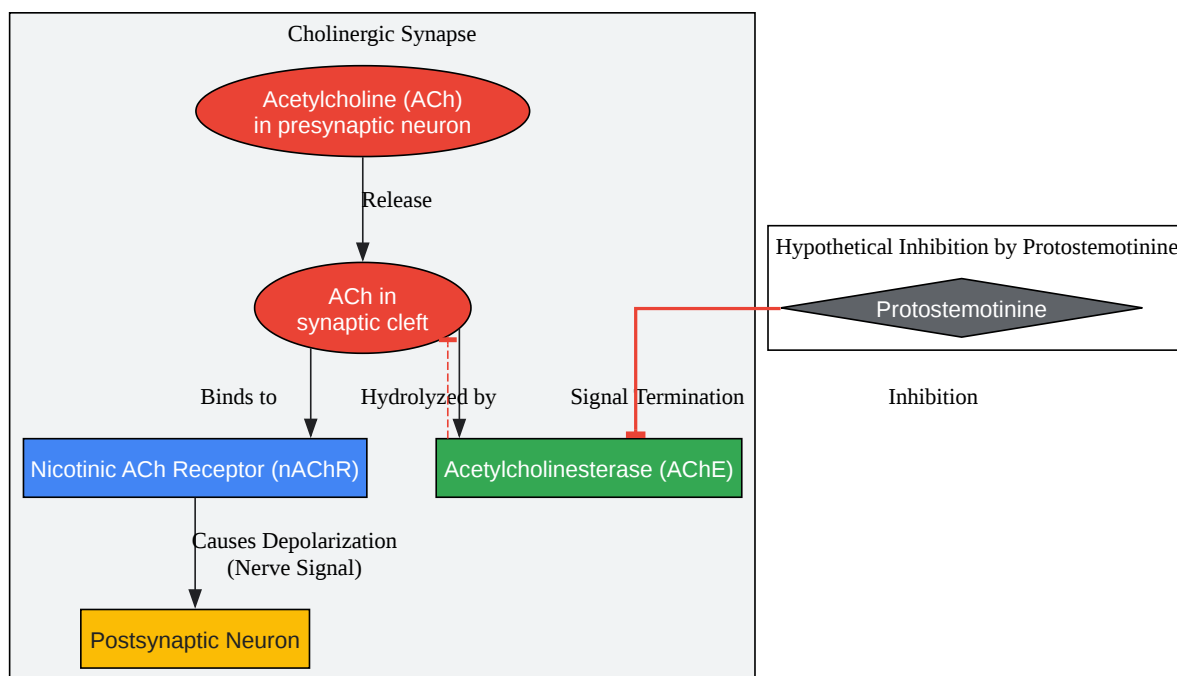 Cholinergic Synapse
Acetylcholine (ACh)
in presynaptic neuron
Release
Hypothetical Inhibition by Protostemotinine
ACh in
synaptic cleft
Protostemotinine
Binds to
Hydrolyzed by
Signal Termination
Inhibition
Nicotinic ACh Receptor (nAChR)
Acetylcholinesterase (AChE)
Causes Depolarization
(Nerve Signal)
Postsynaptic Neuron